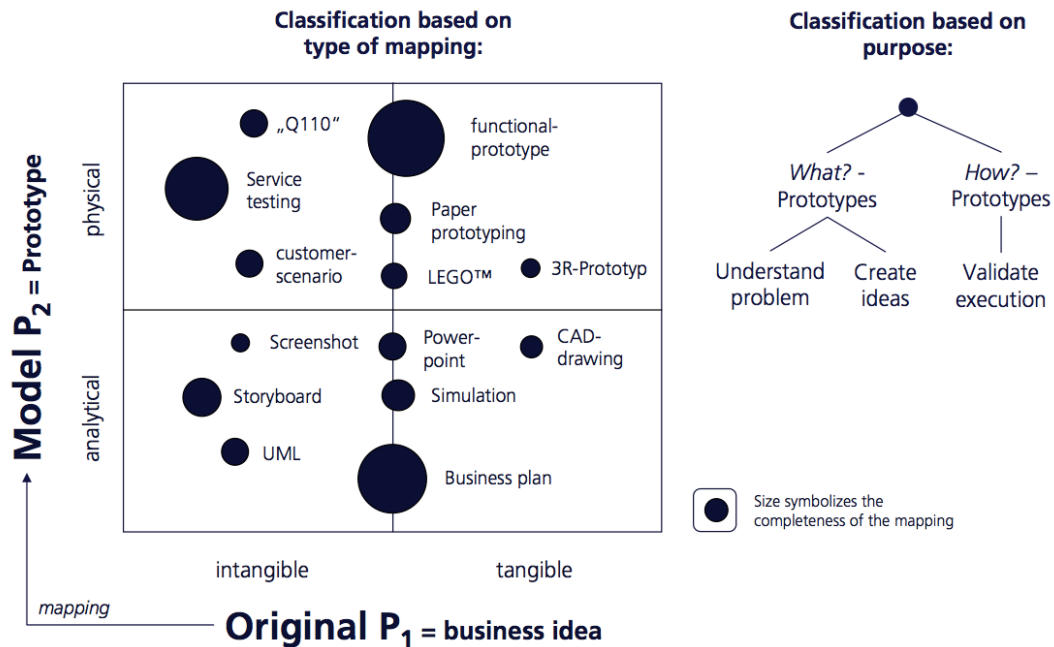 Classification based on
type of mapping:
Classification based on
purpose:
„Q110“
functional-
prototype
Service
testing
Paper
prototyping
customer-
scenario
LEGO™
3R-Prototyp
Screenshot
Power-
point
CAD-
drawing
Storyboard
Simulation
UML
Business plan
physical
analytical
Model P2 = Prototype
intangible
tangible
mapping
Original P1 = business idea
What? -
Prototypes
How? –
Prototypes
Understand
problem
Create
ideas
Validate
execution
Size symbolizes the
completeness of the mapping